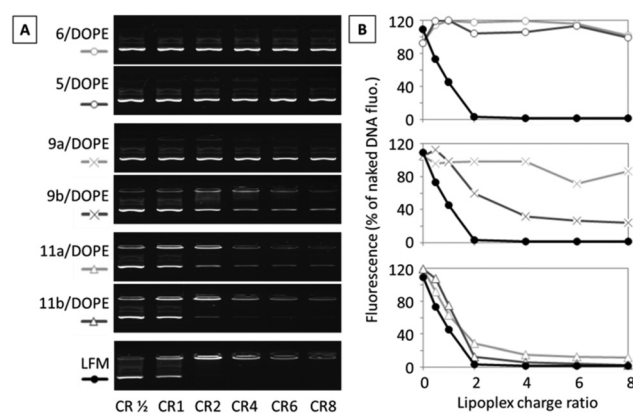 A
6/DOPE
5/DOPE
9a/DOPE
9b/DOPE
11a/DOPE
11b/DOPE
LFM
CR ½ CR1 CR2 CR4 CR6 CR8
B
Fluorescence (% of naked DNA fluo.)
120
80
40
0
120
80
40
0
120
80
40
0
0 2 4 6 8
Lipoplex charge ratio